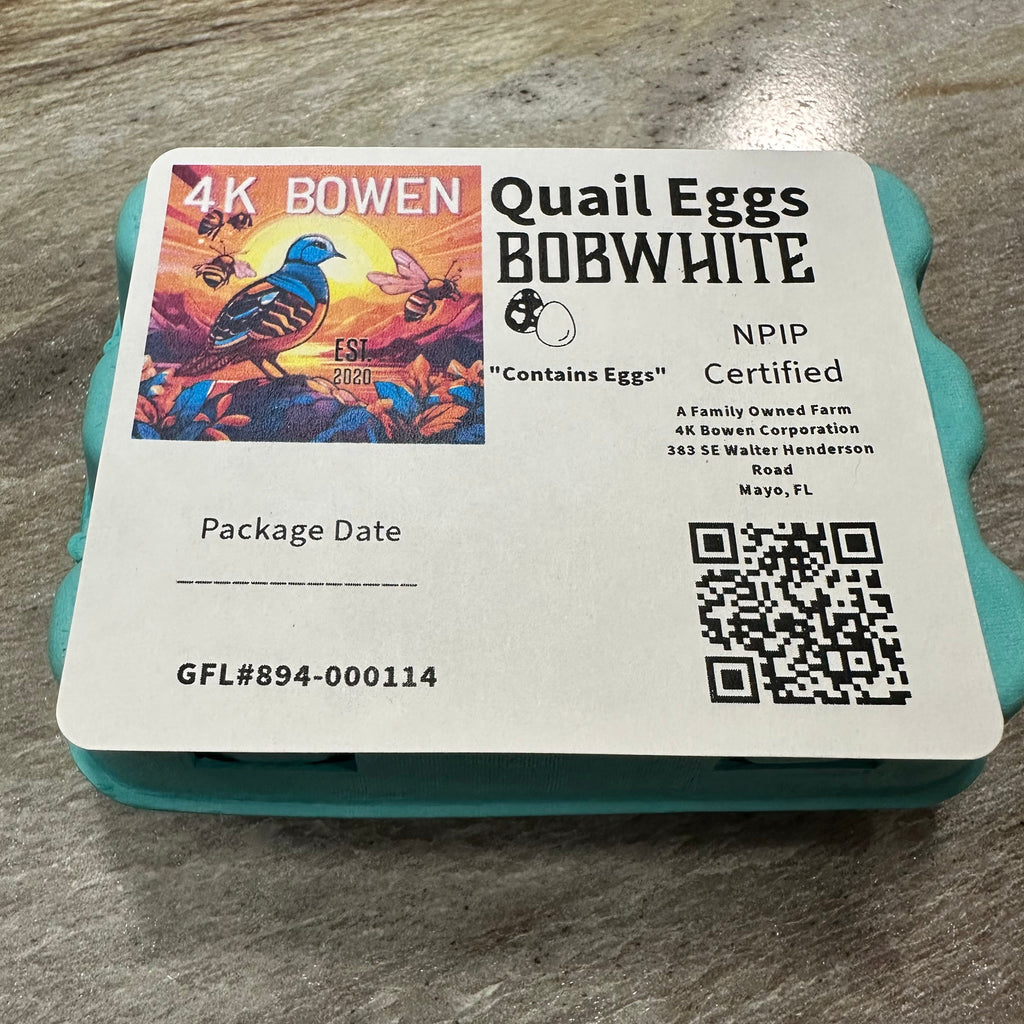 4K BOWEN
EST.
2020
Quail Eggs
BOBWHITE
"Contains Eggs"
NPIP
Certified
A Family Owned Farm
4K Bowen Corporation
383 SE Walter Henderson
Road
Mayo, FL
Package Date
GFL#894-000114